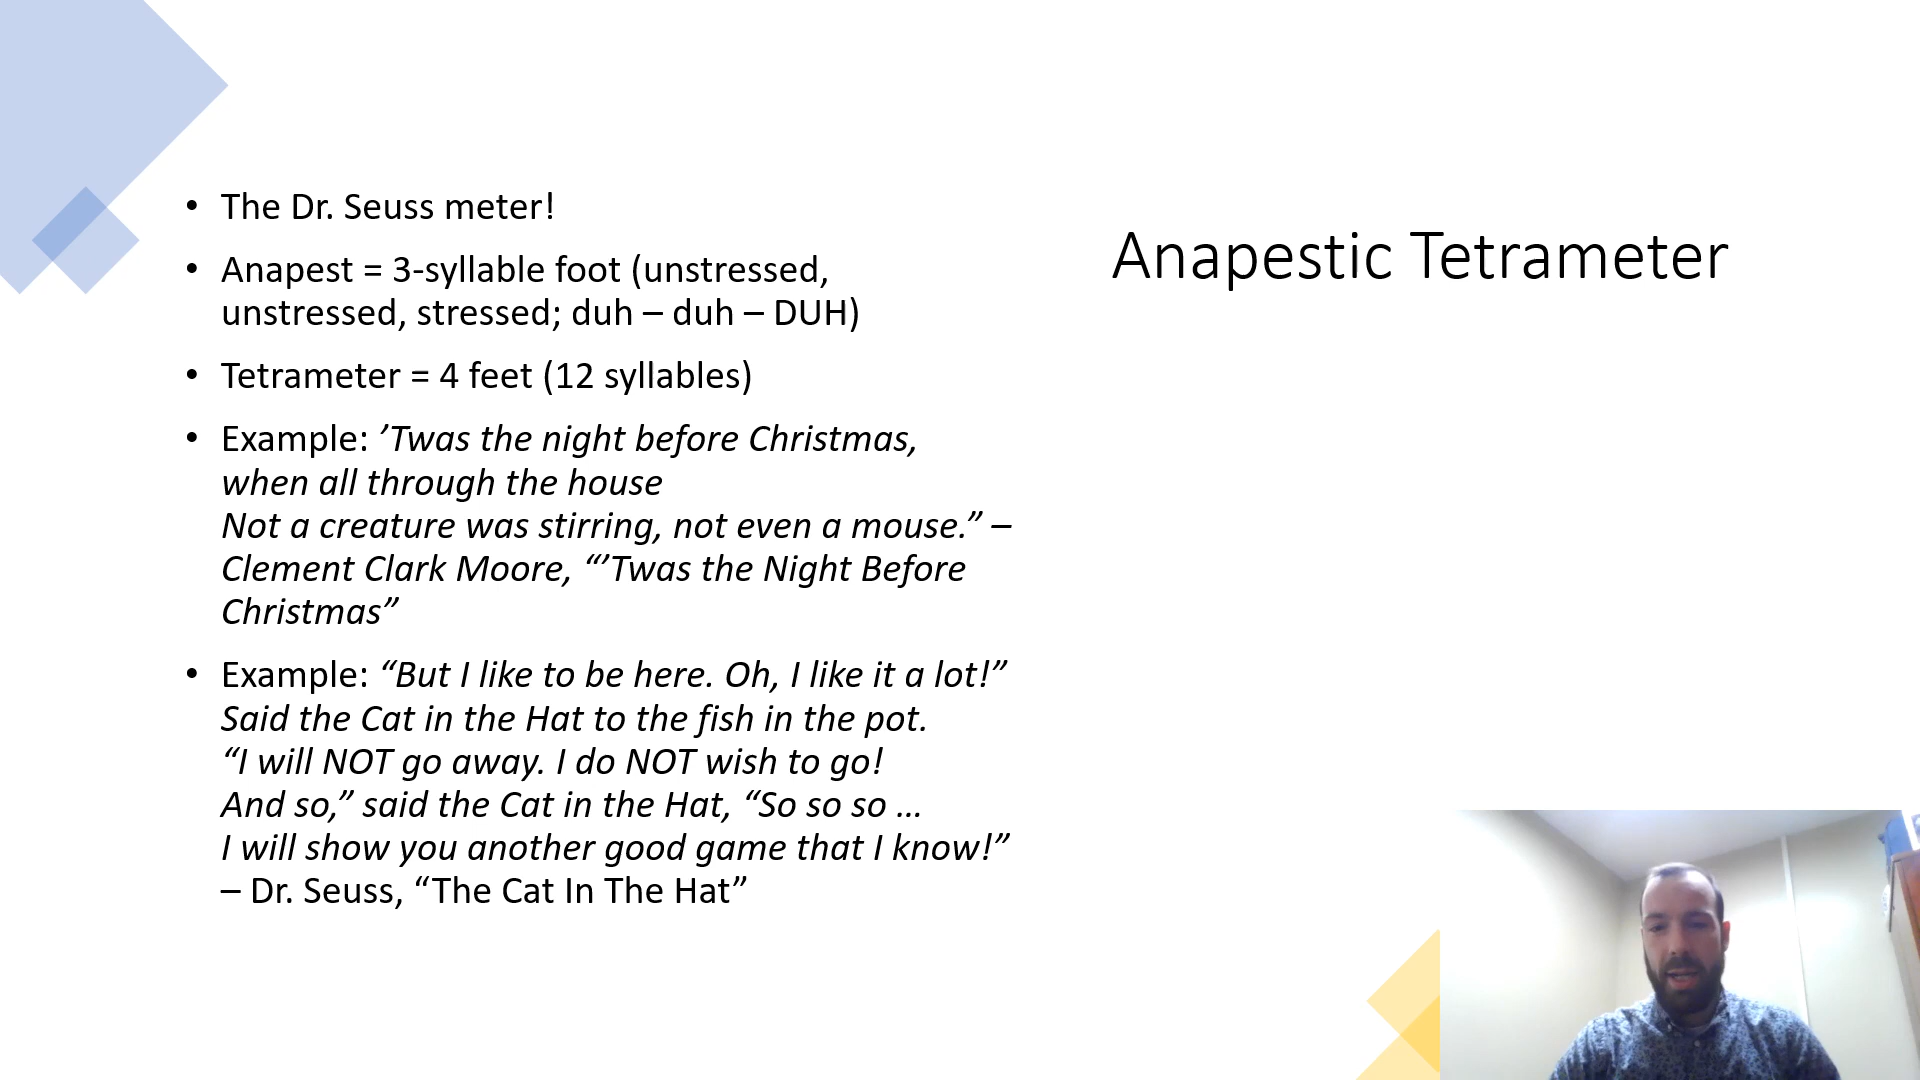 Anapestic Tetrameter
• The Dr. Seuss meter!
• Anapest = 3-syllable foot (unstressed,
unstressed, stressed; duh – duh – DUH)
• Tetrameter = 4 feet (12 syllables)
• Example: ’Twas the night before Christmas,
when all through the house
Not a creature was stirring, not even a mouse.” –
Clement Clark Moore, “’Twas the Night Before
Christmas”
• Example: “But I like to be here. Oh, I like it a lot!”
Said the Cat in the Hat to the fish in the pot.
“I will NOT go away. I do NOT wish to go!
And so,” said the Cat in the Hat, “So so so …
I will show you another good game that I know!”
– Dr. Seuss, “The Cat In The Hat”